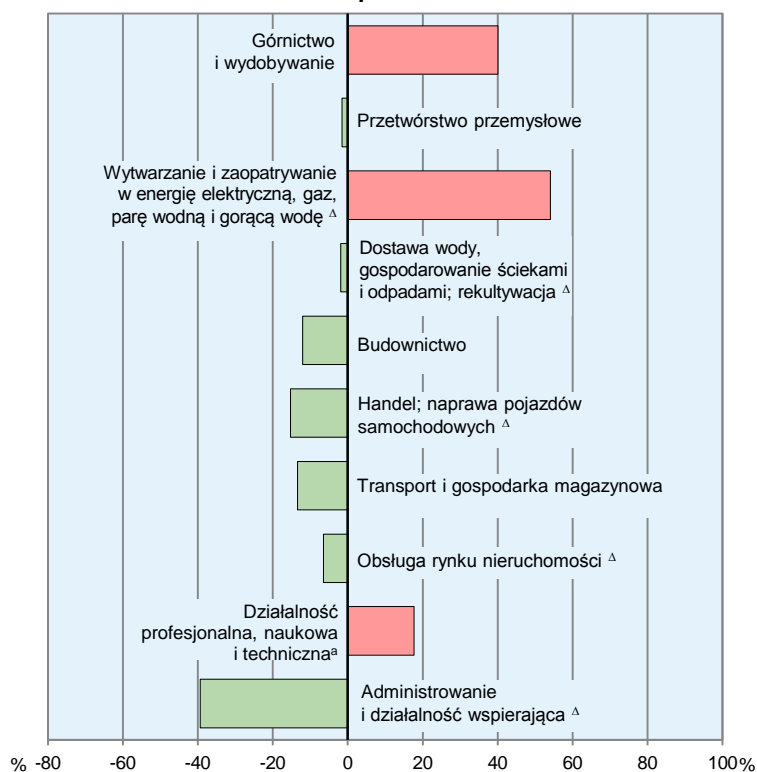 Górnictwo
i wydobywanie
Przetwórstwo przemysłowe
Wytwarzanie i zaopatrywanie
w energię elektryczną, gaz,
parę wodną i gorącą wodę Δ
Dostawa wody,
gospodarowanie ściekami
i odpadami; rekultywacja Δ
Budownictwo
Handel; naprawa pojazdów
samochodowych Δ
Transport i gospodarka magazynowa
Obsługa rynku nieruchomości Δ
Działalność
profesjonalna, naukowa
i technicznaᵃ
Administrowanie
i działalność wspierająca Δ
% -80 -60 -40 -20 0 20 40 60 80 100%